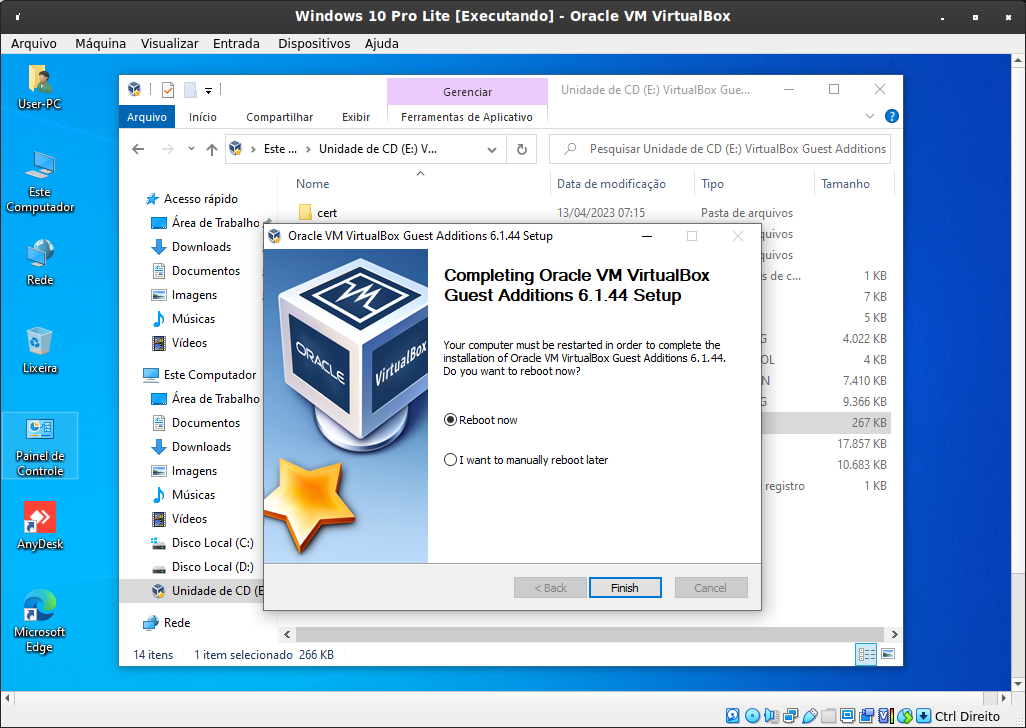 Windows 10 Pro Lite [Executando] - Oracle VM VirtualBox
Arquivo Máquina Visualizar Entrada Dispositivos Ajuda
User-PC
Este
Computador
Rede
Lixeira
Painel de
Controle
AnyDesk
Microsoft
Edge
Gerenciar
Unidade de CD (E:) VirtualBox Gue...
Arquivo Início Compartilhar Exibir Ferramentas de Aplicativo
Este ... Unidade de CD (E:) V...
Pesquisar Unidade de CD (E:) VirtualBox Guest Additions
Nome Data de modificação Tipo Tamanho
cert 13/04/2023 07:15 Pasta de arquivos
quivos
quivos
s de c... 1 KB
7 KB
5 KB
4.022 KB
OL 4 KB
N 7.410 KB
G 9.366 KB
267 KB
17.857 KB
10.683 KB
registro 1 KB
Acesso rápido
Área de Trabalho
Downloads
Documentos
Imagens
Músicas
Vídeos
Este Computador
Área de Trabalho
Documentos
Downloads
Imagens
Músicas
Vídeos
Disco Local (C:)
Disco Local (D:)
Unidade de CD (E
Rede
14 itens 1 item selecionado 266 KB
Oracle VM VirtualBox Guest Additions 6.1.44 Setup
ORACLE
VirtualBox
Completing Oracle VM VirtualBox
Guest Additions 6.1.44 Setup
Your computer must be restarted in order to complete the
installation of Oracle VM VirtualBox Guest Additions 6.1.44.
Do you want to reboot now?
Reboot now
I want to manually reboot later
< Back Finish Cancel
Ctrl Direito